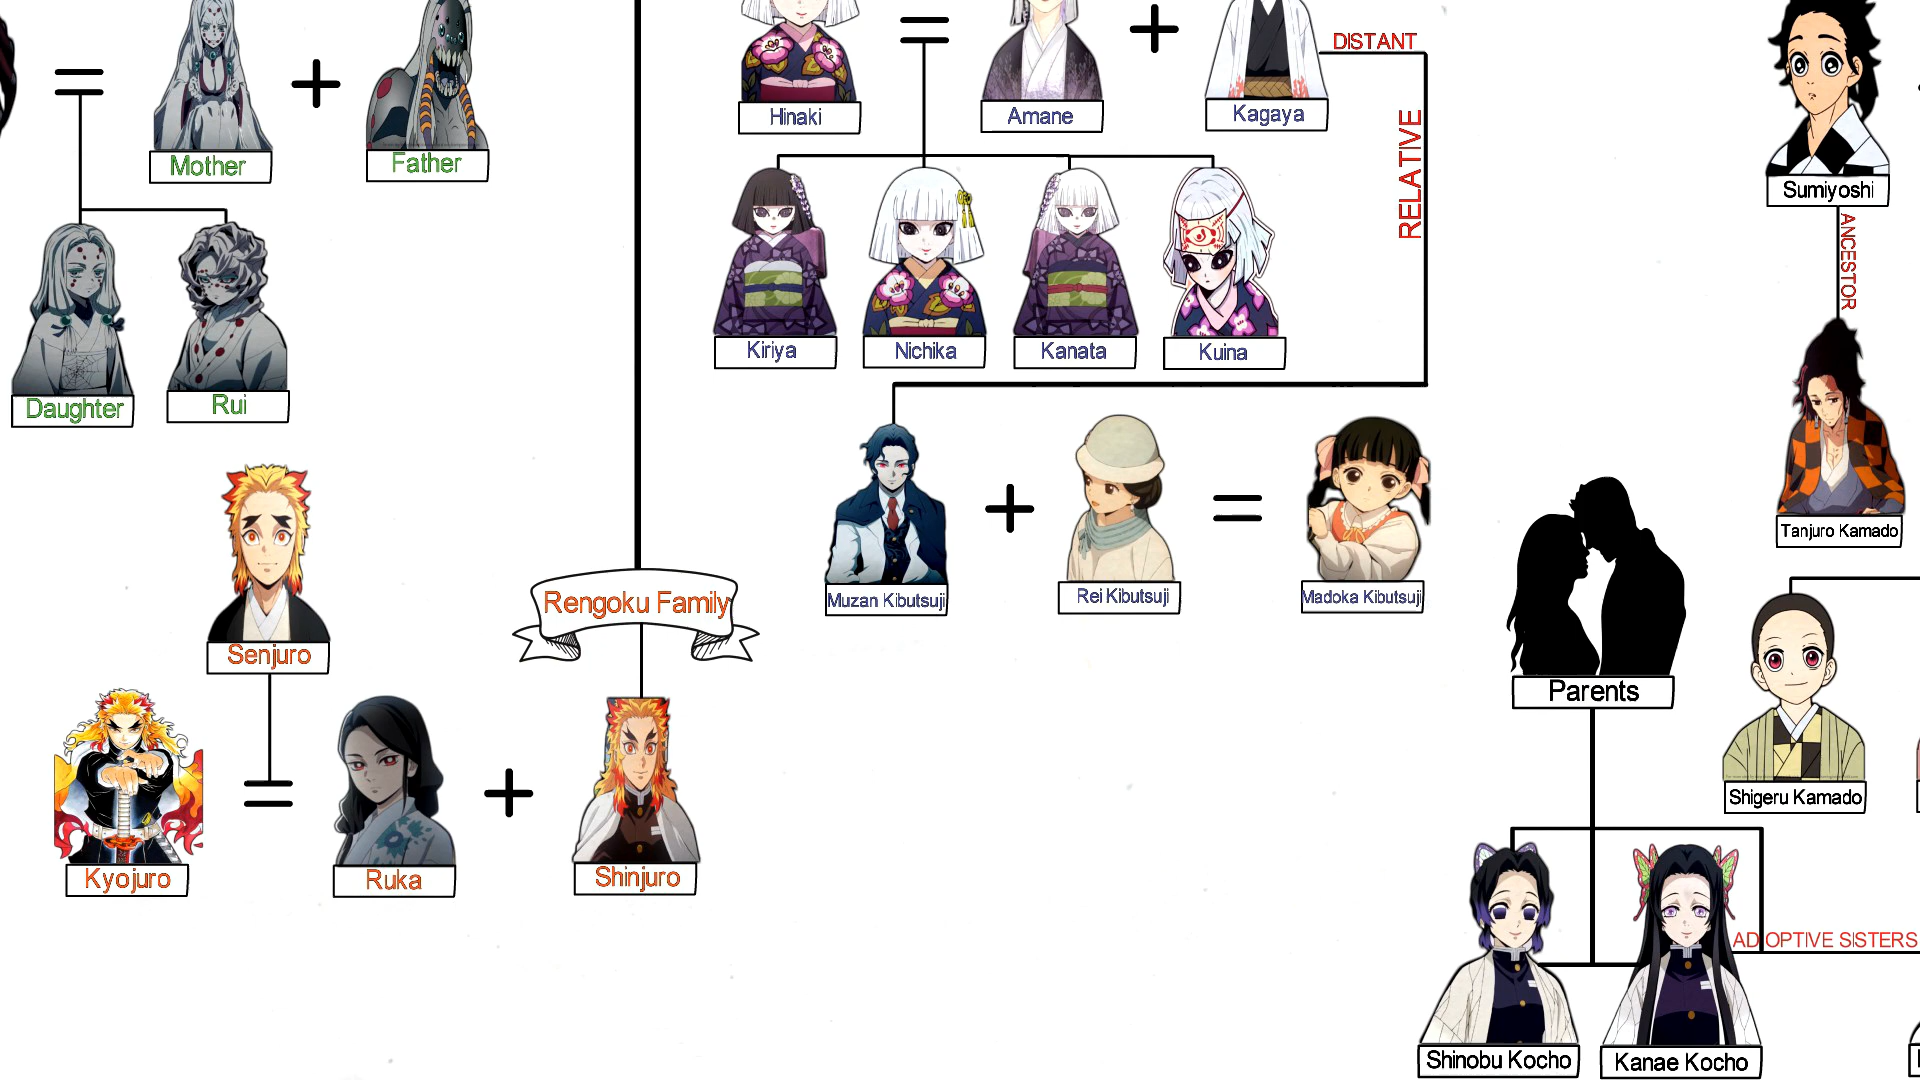 Hinaki
Amane
Kagaya
DISTANT
RELATIVE
Mother
Father
Sumiyoshi
ANCESTOR
Kiriya
Nichika
Kanata
Kuina
Daughter
Rui
Tanjuro Kamado
Muzan Kibutsuji
Rei Kibutsuji
Madoka Kibutsuji
Rengoku Family
Senjuro
Parents
Shigeru Kamado
Kyojuro
Ruka
Shinjuro
ADOPTIVE SISTERS
Shinobu Kocho
Kanae Kocho